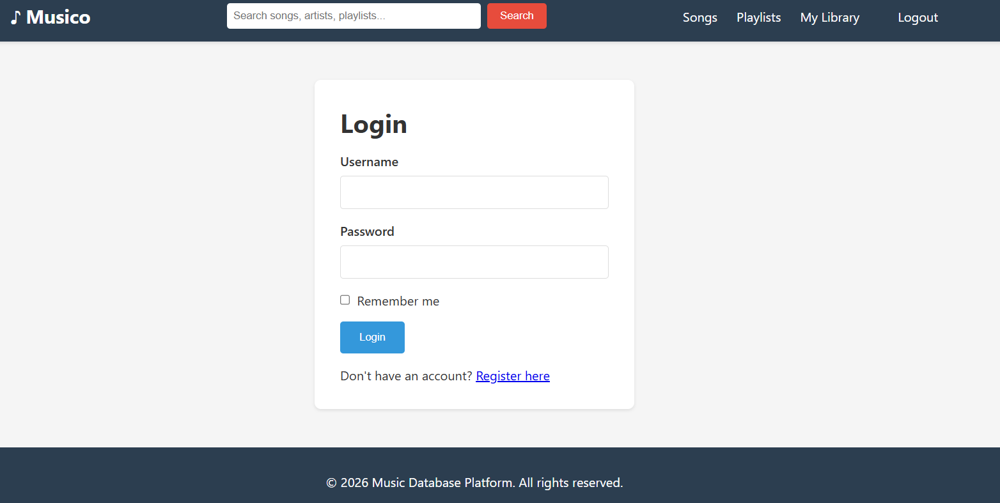 ♪ Musico
Search songs, artists, playlists...
Search
Songs
Playlists
My Library
Logout
Login
Username
Password
Remember me
Login
Don't have an account? Register here
© 2026 Music Database Platform. All rights reserved.